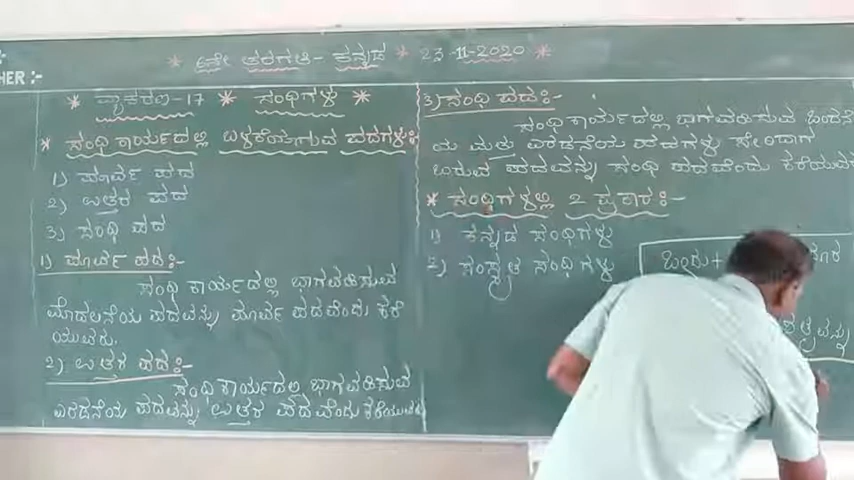 HER :-
* 6ನೇ ತರಗತಿ - ಕನ್ನಡ * 23-11-2020 *
* ವ್ಯಾಕರಣ-17 * ಸಂಧಿಗಳು *
* ಸಂಧಿ ಕಾರ್ಯದಲ್ಲಿ ಬಳಕೆಯಾಗುವ ಪದಗಳು:-
1) ಪೂರ್ವ ಪದ
2) ಉತ್ತರ ಪದ
3) ಸಂಧಿ ಪದ
1) ಪೂರ್ವ ಪದ:-
ಸಂಧಿ ಕಾರ್ಯದಲ್ಲಿ ಭಾಗವಹಿಸುವ
ಮೊದಲನೆಯ ಪದವನ್ನು ಪೂರ್ವ ಪದವೆಂದು ಕರೆ
ಯುವರು.
2) ಉತ್ತರ ಪದ:-
ಸಂಧಿ ಕಾರ್ಯದಲ್ಲಿ ಭಾಗವಹಿಸುವ
ಎರಡನೆಯ ಪದವನ್ನು ಉತ್ತರ ಪದವೆಂದು ಕರೆಯುವರು
3) ಸಂಧಿ ಪದ:-
ಸಂಧಿ ಕಾರ್ಯದಲ್ಲಿ ಭಾಗವಹಿಸುವ ಒಂದನೆ
ಯ ಮತ್ತು ಎರಡನೆಯ ಪದಗಳು ಸೇರಿದಾಗ
ಬರುವ ಪದವನ್ನು ಸಂಧಿ ಪದವೆಂದು ಕರೆಯುವ
* ಸಂಧಿಗಳಲ್ಲಿ 2 ಪ್ರಕಾರ:-
1) ಕನ್ನಡ ಸಂಧಿಗಳು
2) ಸಂಸ್ಕೃತ ಸಂಧಿಗಳು